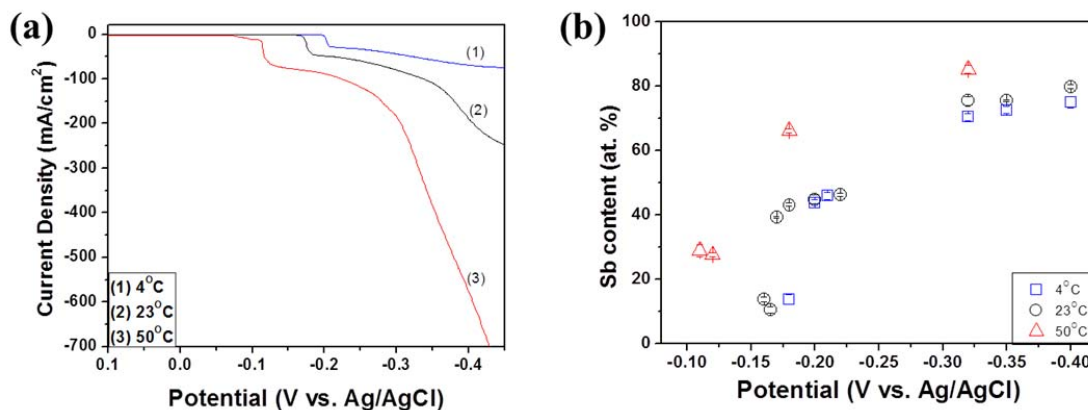 (a)
Current Density (mA/cm²)
0
-100
-200
-300
-400
-500
-600
-700
(1)
(2)
(3)
(1) 4°C
(2) 23°C
(3) 50°C
0.1 0.0 -0.1 -0.2 -0.3 -0.4
Potential (V vs. Ag/AgCl)
(b)
Sb content (at. %)
100
80
60
40
20
0
4°C
23°C
50°C
-0.10 -0.15 -0.20 -0.25 -0.30 -0.35 -0.40
Potential (V vs. Ag/AgCl)